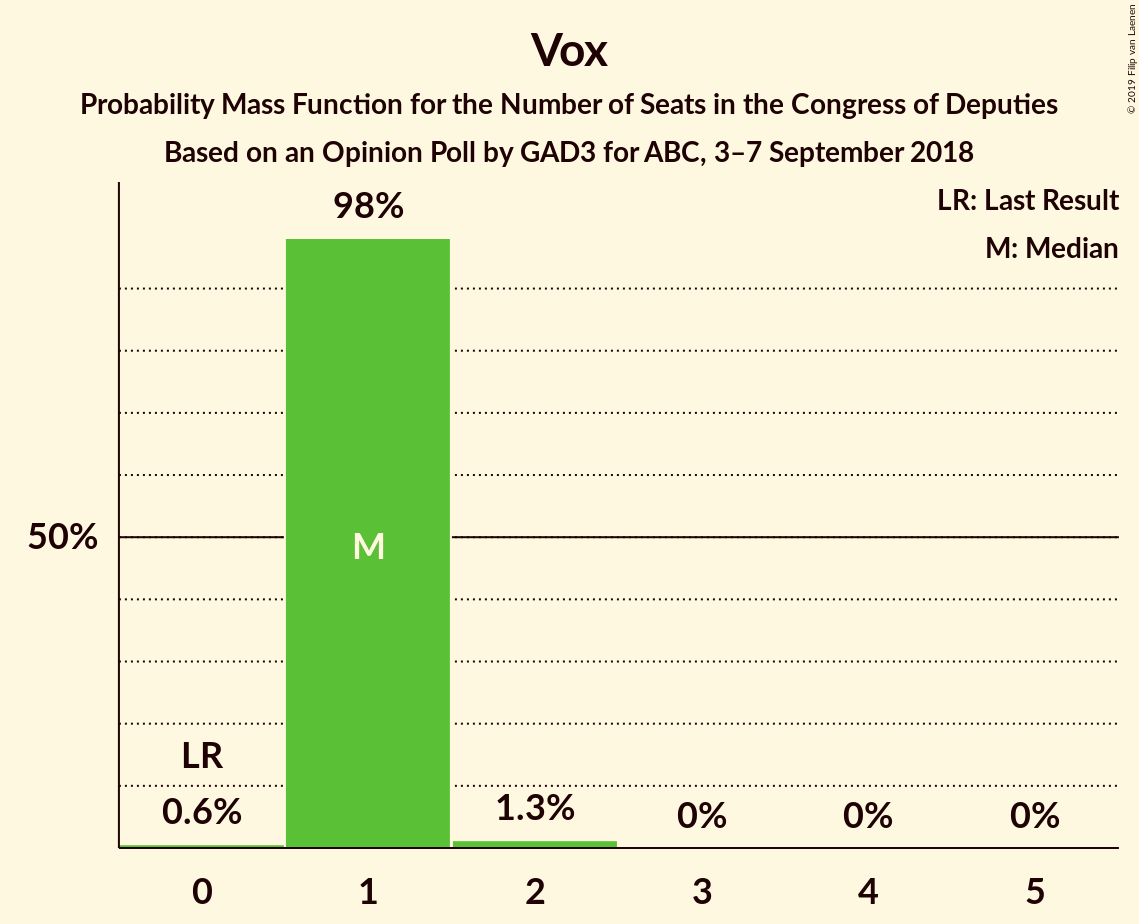 Vox
Probability Mass Function for the Number of Seats in the Congress of Deputies
Based on an Opinion Poll by GAD3 for ABC, 3–7 September 2018
© 2019 Filip van Laenen
LR: Last Result
M: Median
98%
50%
M
LR
0.6%
1.3%
0%
0%
0%
0
1
2
3
4
5